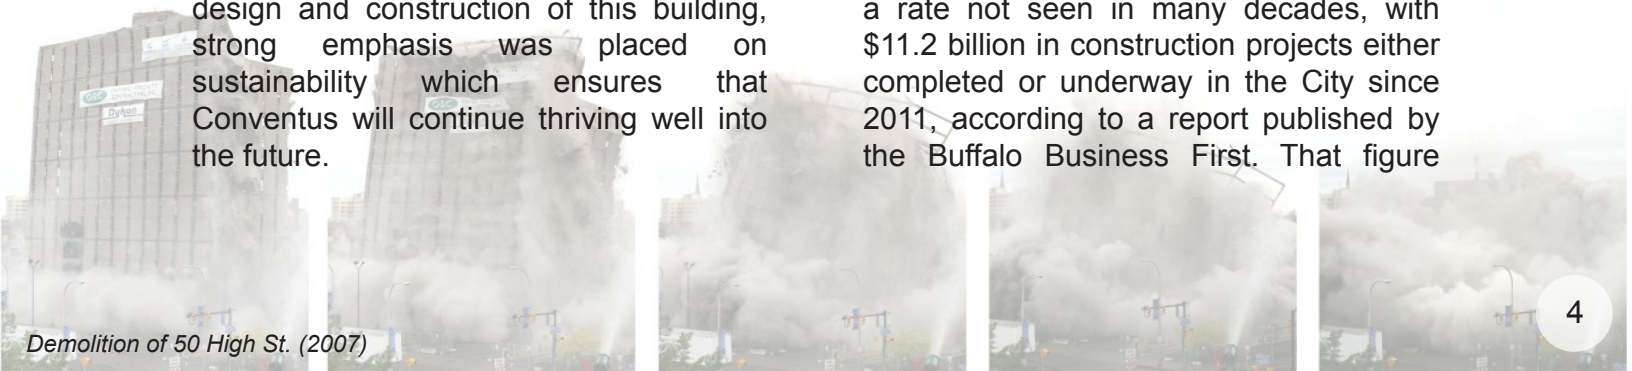 design and construction of this building,
strong emphasis was placed on
sustainability which ensures that
Conventus will continue thriving well into
the future.
a rate not seen in many decades, with
$11.2 billion in construction projects either
completed or underway in the City since
2011, according to a report published by
the Buffalo Business First. That figure
Dykon
Demolition of 50 High St. (2007)
4